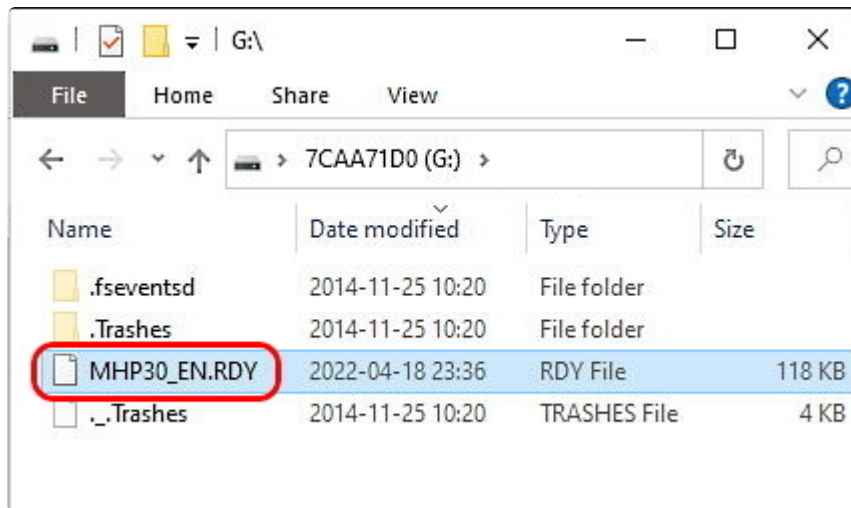 G:\
File Home Share View ?
7CAA71D0 (G:)
Name Date modified Type Size
.fseventsd 2014-11-25 10:20 File folder
.Trashes 2014-11-25 10:20 File folder
MHP30_EN.RDY 2022-04-18 23:36 RDY File 118 KB
._.Trashes 2014-11-25 10:20 TRASHES File 4 KB